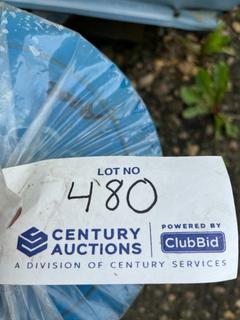 LOT NO
480
CENTURY AUCTIONS
POWERED BY
ClubBid
A DIVISION OF CENTURY SERVICES